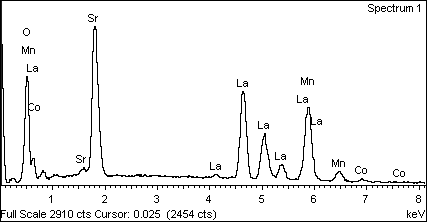 Spectrum 1
Sr
O
Mn
La
Co
Sr
La
La
La
La
Mn
La
La
Mn
Co
Co
1 2 3 4 5 6 7 8
Full Scale 2910 cts Cursor: 0.025 (2454 cts) keV